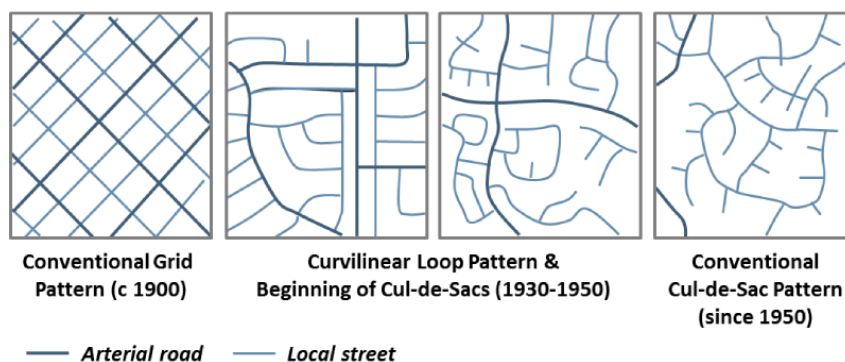 Conventional Grid
Pattern (c 1900)
Curvilinear Loop Pattern &
Beginning of Cul-de-Sacs (1930-1950)
Conventional
Cul-de-Sac Pattern
(since 1950)
Arterial road
Local street